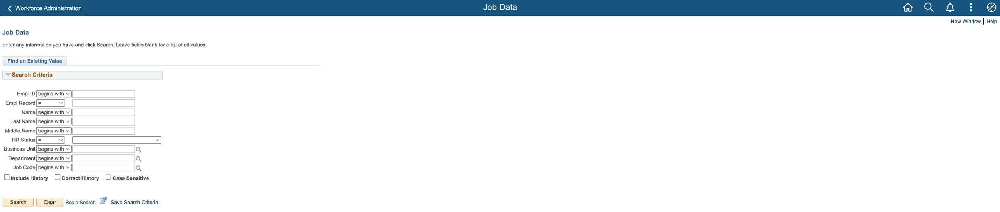 Workforce Administration
Job Data
New Window | Help
Job Data
Enter any information you have and click Search. Leave fields blank for a list of all values.
Find an Existing Value
Search Criteria
Empl ID begins with
Empl Record =
Name begins with
Last Name begins with
Middle Name begins with
HR Status =
Business Unit begins with
Department begins with
Job Code begins with
Include History Correct History Case Sensitive
Search Clear Basic Search Save Search Criteria